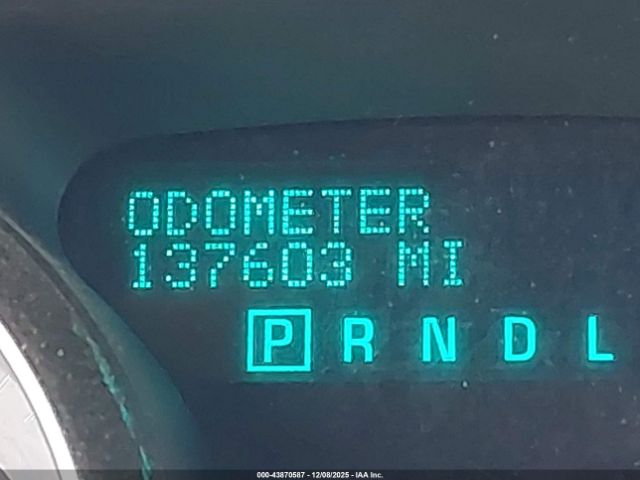 ODOMETER
137603 MI
P R N D L
000-43870587 - 12/08/2025 - IAA Inc.